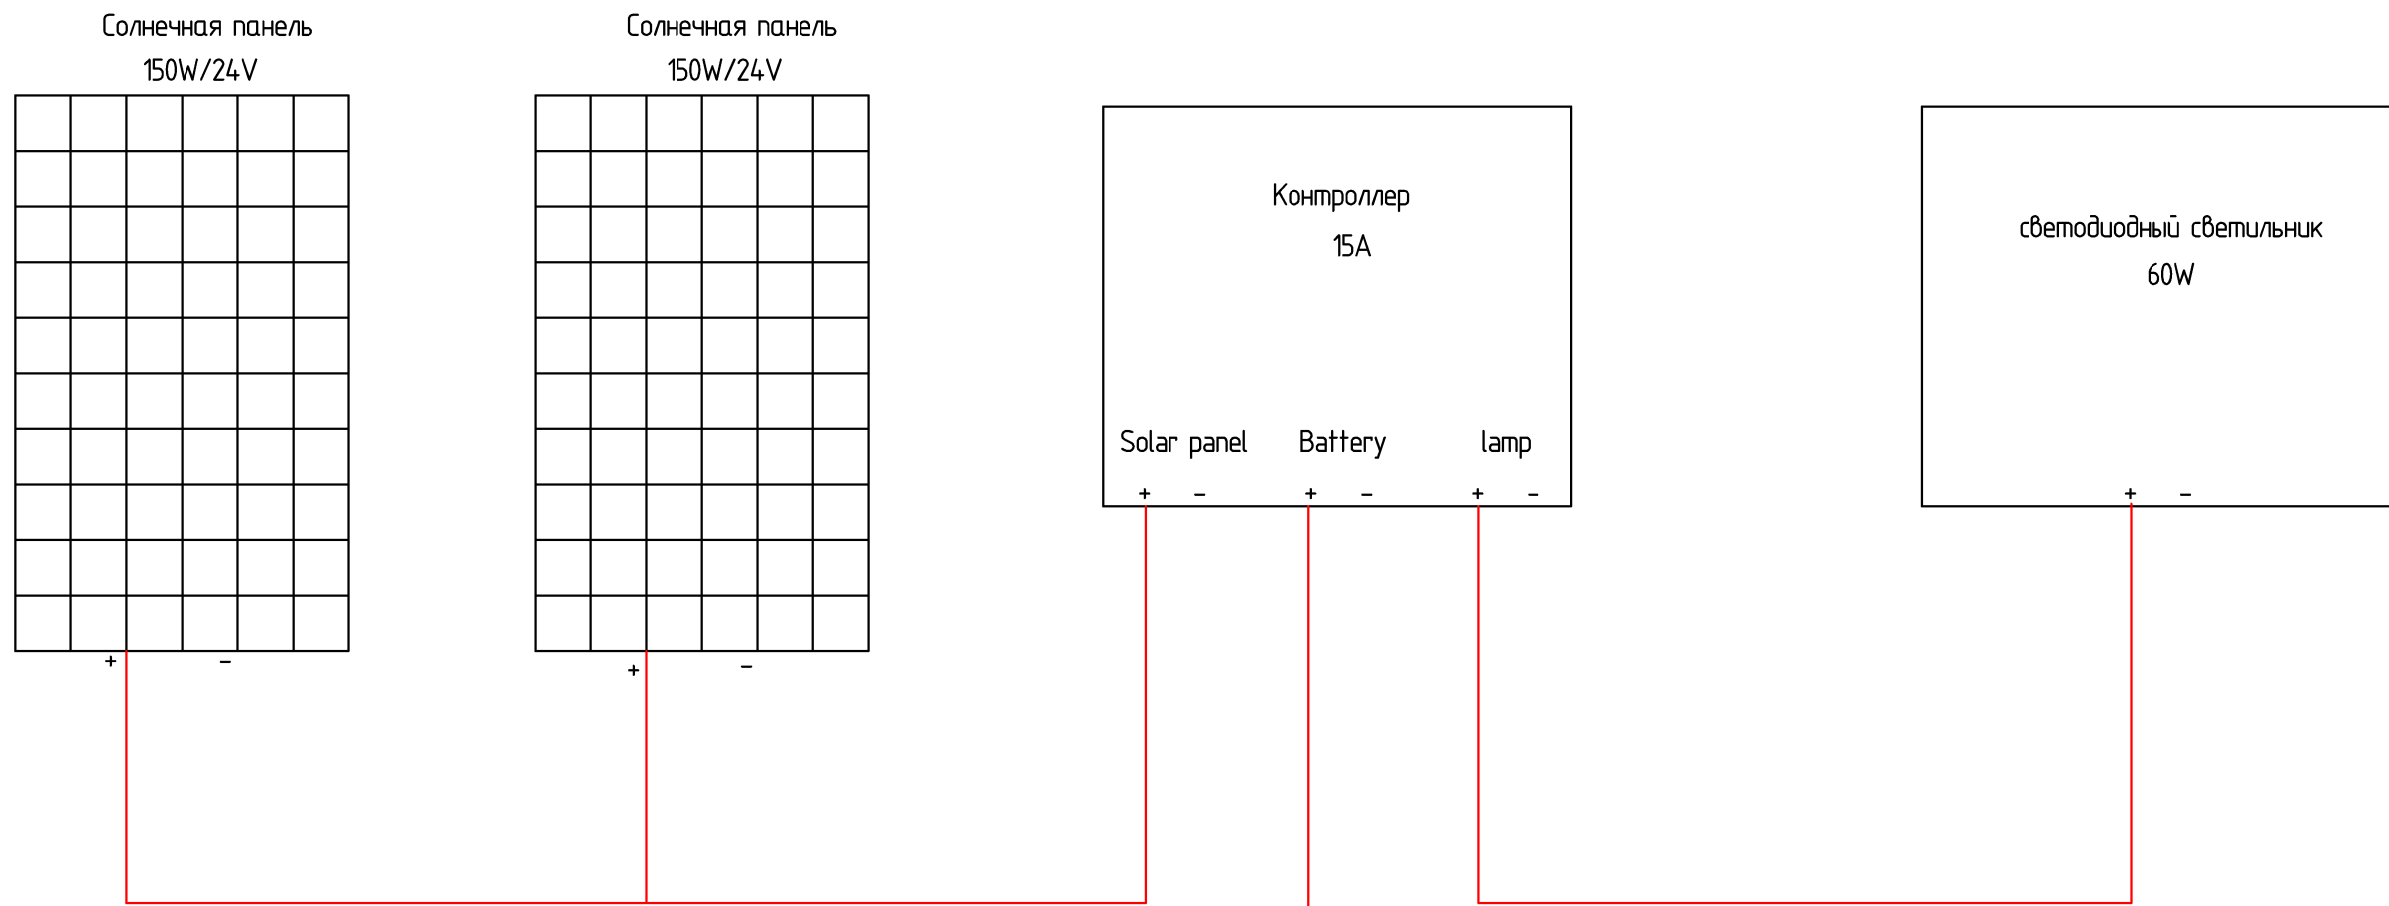 Солнечная панель
150W/24V
Солнечная панель
150W/24V
Контроллер
15A
светодиодный светильник
60W
Solar panel Battery lamp
+ - + - + -
+ -
+ -
+ -